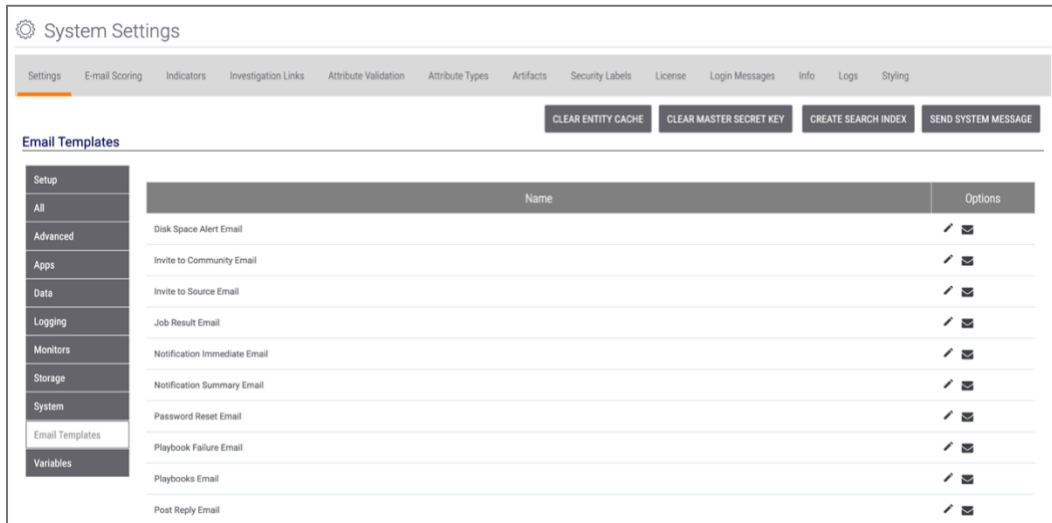 System Settings
Settings E-mail Scoring Indicators Investigation Links Attribute Validation Attribute Types Artifacts Security Labels License Login Messages Info Logs Styling
CLEAR ENTITY CACHE CLEAR MASTER SECRET KEY CREATE SEARCH INDEX SEND SYSTEM MESSAGE
Email Templates
Setup
All
Advanced
Apps
Data
Logging
Monitors
Storage
System
Email Templates
Variables
Name Options
Disk Space Alert Email
Invite to Community Email
Invite to Source Email
Job Result Email
Notification Immediate Email
Notification Summary Email
Password Reset Email
Playbook Failure Email
Playbooks Email
Post Reply Email